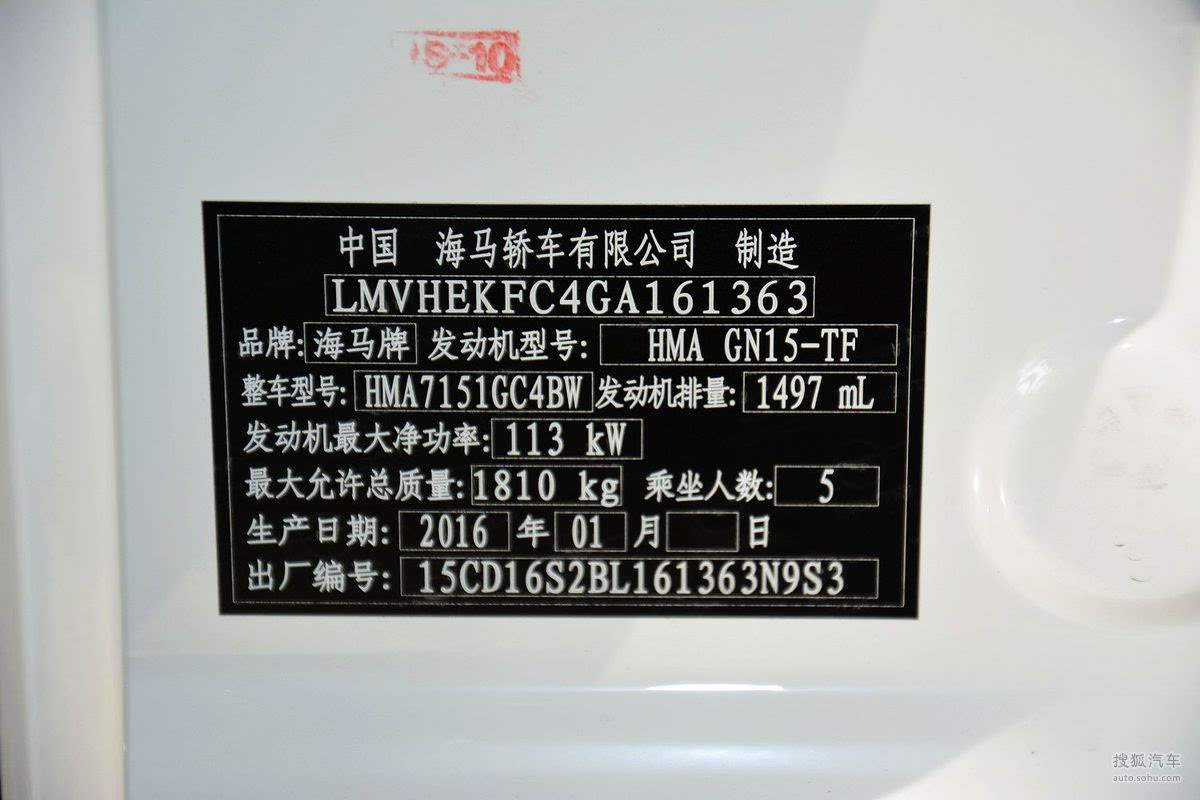 S-10
中国 海马轿车有限公司 制造
LMVHEKFC4GA161363
品牌: 海马牌 发动机型号: HMA GN15-TF
整车型号: HMA7151GC4BW 发动机排量: 1497 mL
发动机最大净功率: 113 kW
最大允许总质量: 1810 kg 乘坐人数: 5
生产日期: 2016 年 01 月 日
出厂编号: 15CD16S2BL161363N9S3
搜狐汽车
auto.sohu.com